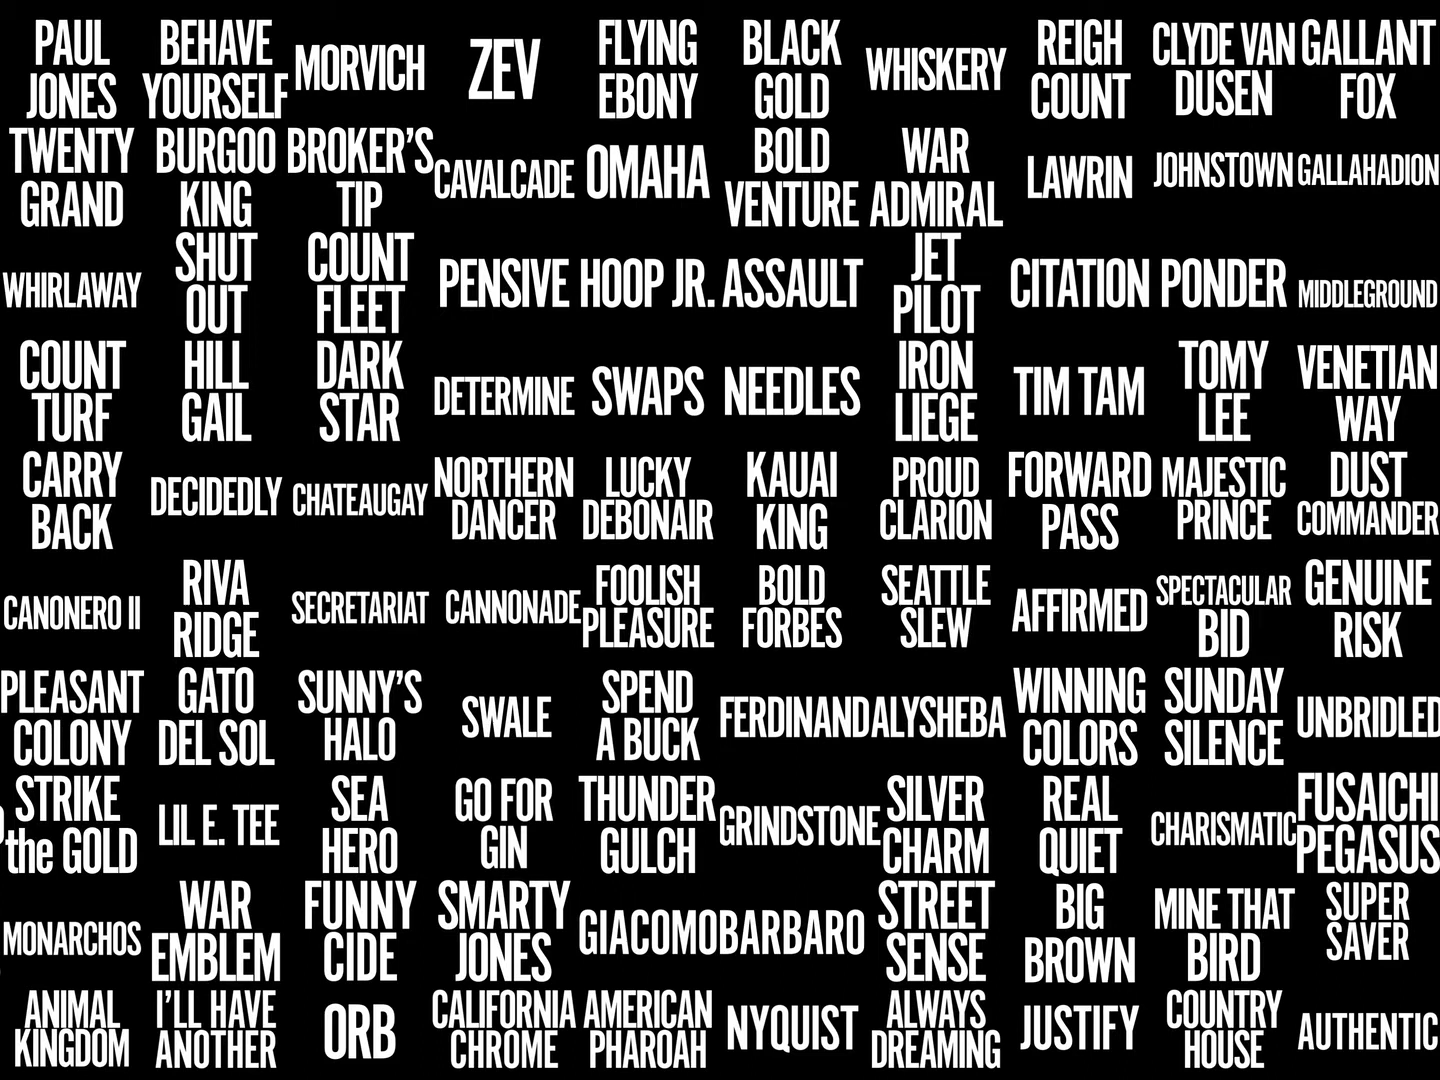 PAUL JONES
BEHAVE YOURSELF
MORVICH
ZEV
FLYING EBONY
BLACK GOLD
WHISKERY
REIGH COUNT
CLYDE VAN DUSEN
GALLANT FOX
TWENTY GRAND
BURGOO KING
BROKER’S TIP
CAVALCADE
OMAHA
BOLD VENTURE
WAR ADMIRAL
LAWRIN
JOHNSTOWN
GALLAHADION
WHIRLAWAY
SHUT OUT
COUNT FLEET
PENSIVE
HOOP JR.
ASSAULT
JET PILOT
CITATION
PONDER
MIDDLEGROUND
COUNT TURF
HILL GAIL
DARK STAR
DETERMINE
SWAPS
NEEDLES
IRON LIEGE
TIM TAM
TOMY LEE
VENETIAN WAY
CARRY BACK
DECIDEDLY
CHATEAUGAY
NORTHERN DANCER
LUCKY DEBONAIR
KAUAI KING
PROUD CLARION
FORWARD PASS
MAJESTIC PRINCE
DUST COMMANDER
CANONERO II
RIVA RIDGE
SECRETARIAT
CANNONADE
FOOLISH PLEASURE
BOLD FORBES
SEATTLE SLEW
AFFIRMED
SPECTACULAR BID
GENUINE RISK
PLEASANT COLONY
GATO DEL SOL
SUNNY’S HALO
SWALE
SPEND A BUCK
FERDINAND
ALYSHEBA
WINNING COLORS
SUNDAY SILENCE
UNBRIDLED
STRIKE the GOLD
LIL E. TEE
SEA HERO
GO FOR GIN
THUNDER GULCH
GRINDSTONE
SILVER CHARM
REAL QUIET
CHARISMATIC
FUSAICHI PEGASUS
MONARCHOS
WAR EMBLEM
FUNNY CIDE
SMARTY JONES
GIACOMO
BARBARO
STREET SENSE
BIG BROWN
MINE THAT BIRD
SUPER SAVER
ANIMAL KINGDOM
I’LL HAVE ANOTHER
ORB
CALIFORNIA CHROME
AMERICAN PHAROAH
NYQUIST
ALWAYS DREAMING
JUSTIFY
COUNTRY HOUSE
AUTHENTIC